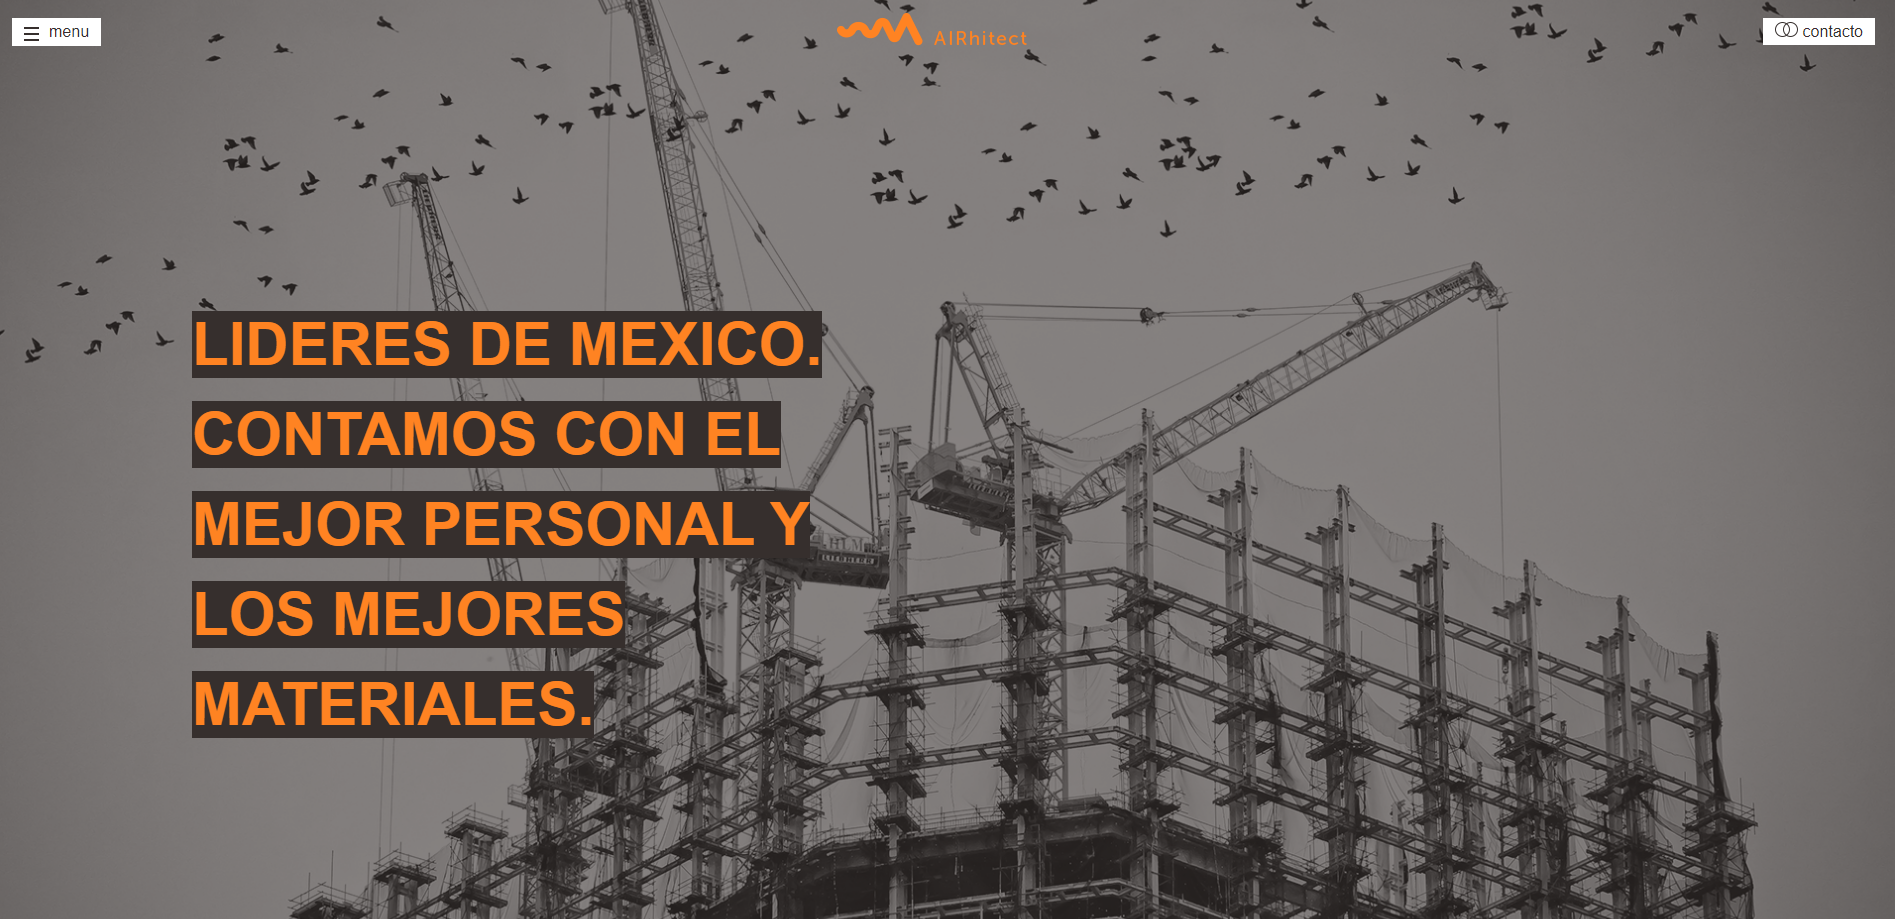 menu
AIRhitect
contacto
LIDERES DE MEXICO.
CONTAMOS CON EL
MEJOR PERSONAL Y
LOS MEJORES
MATERIALES.